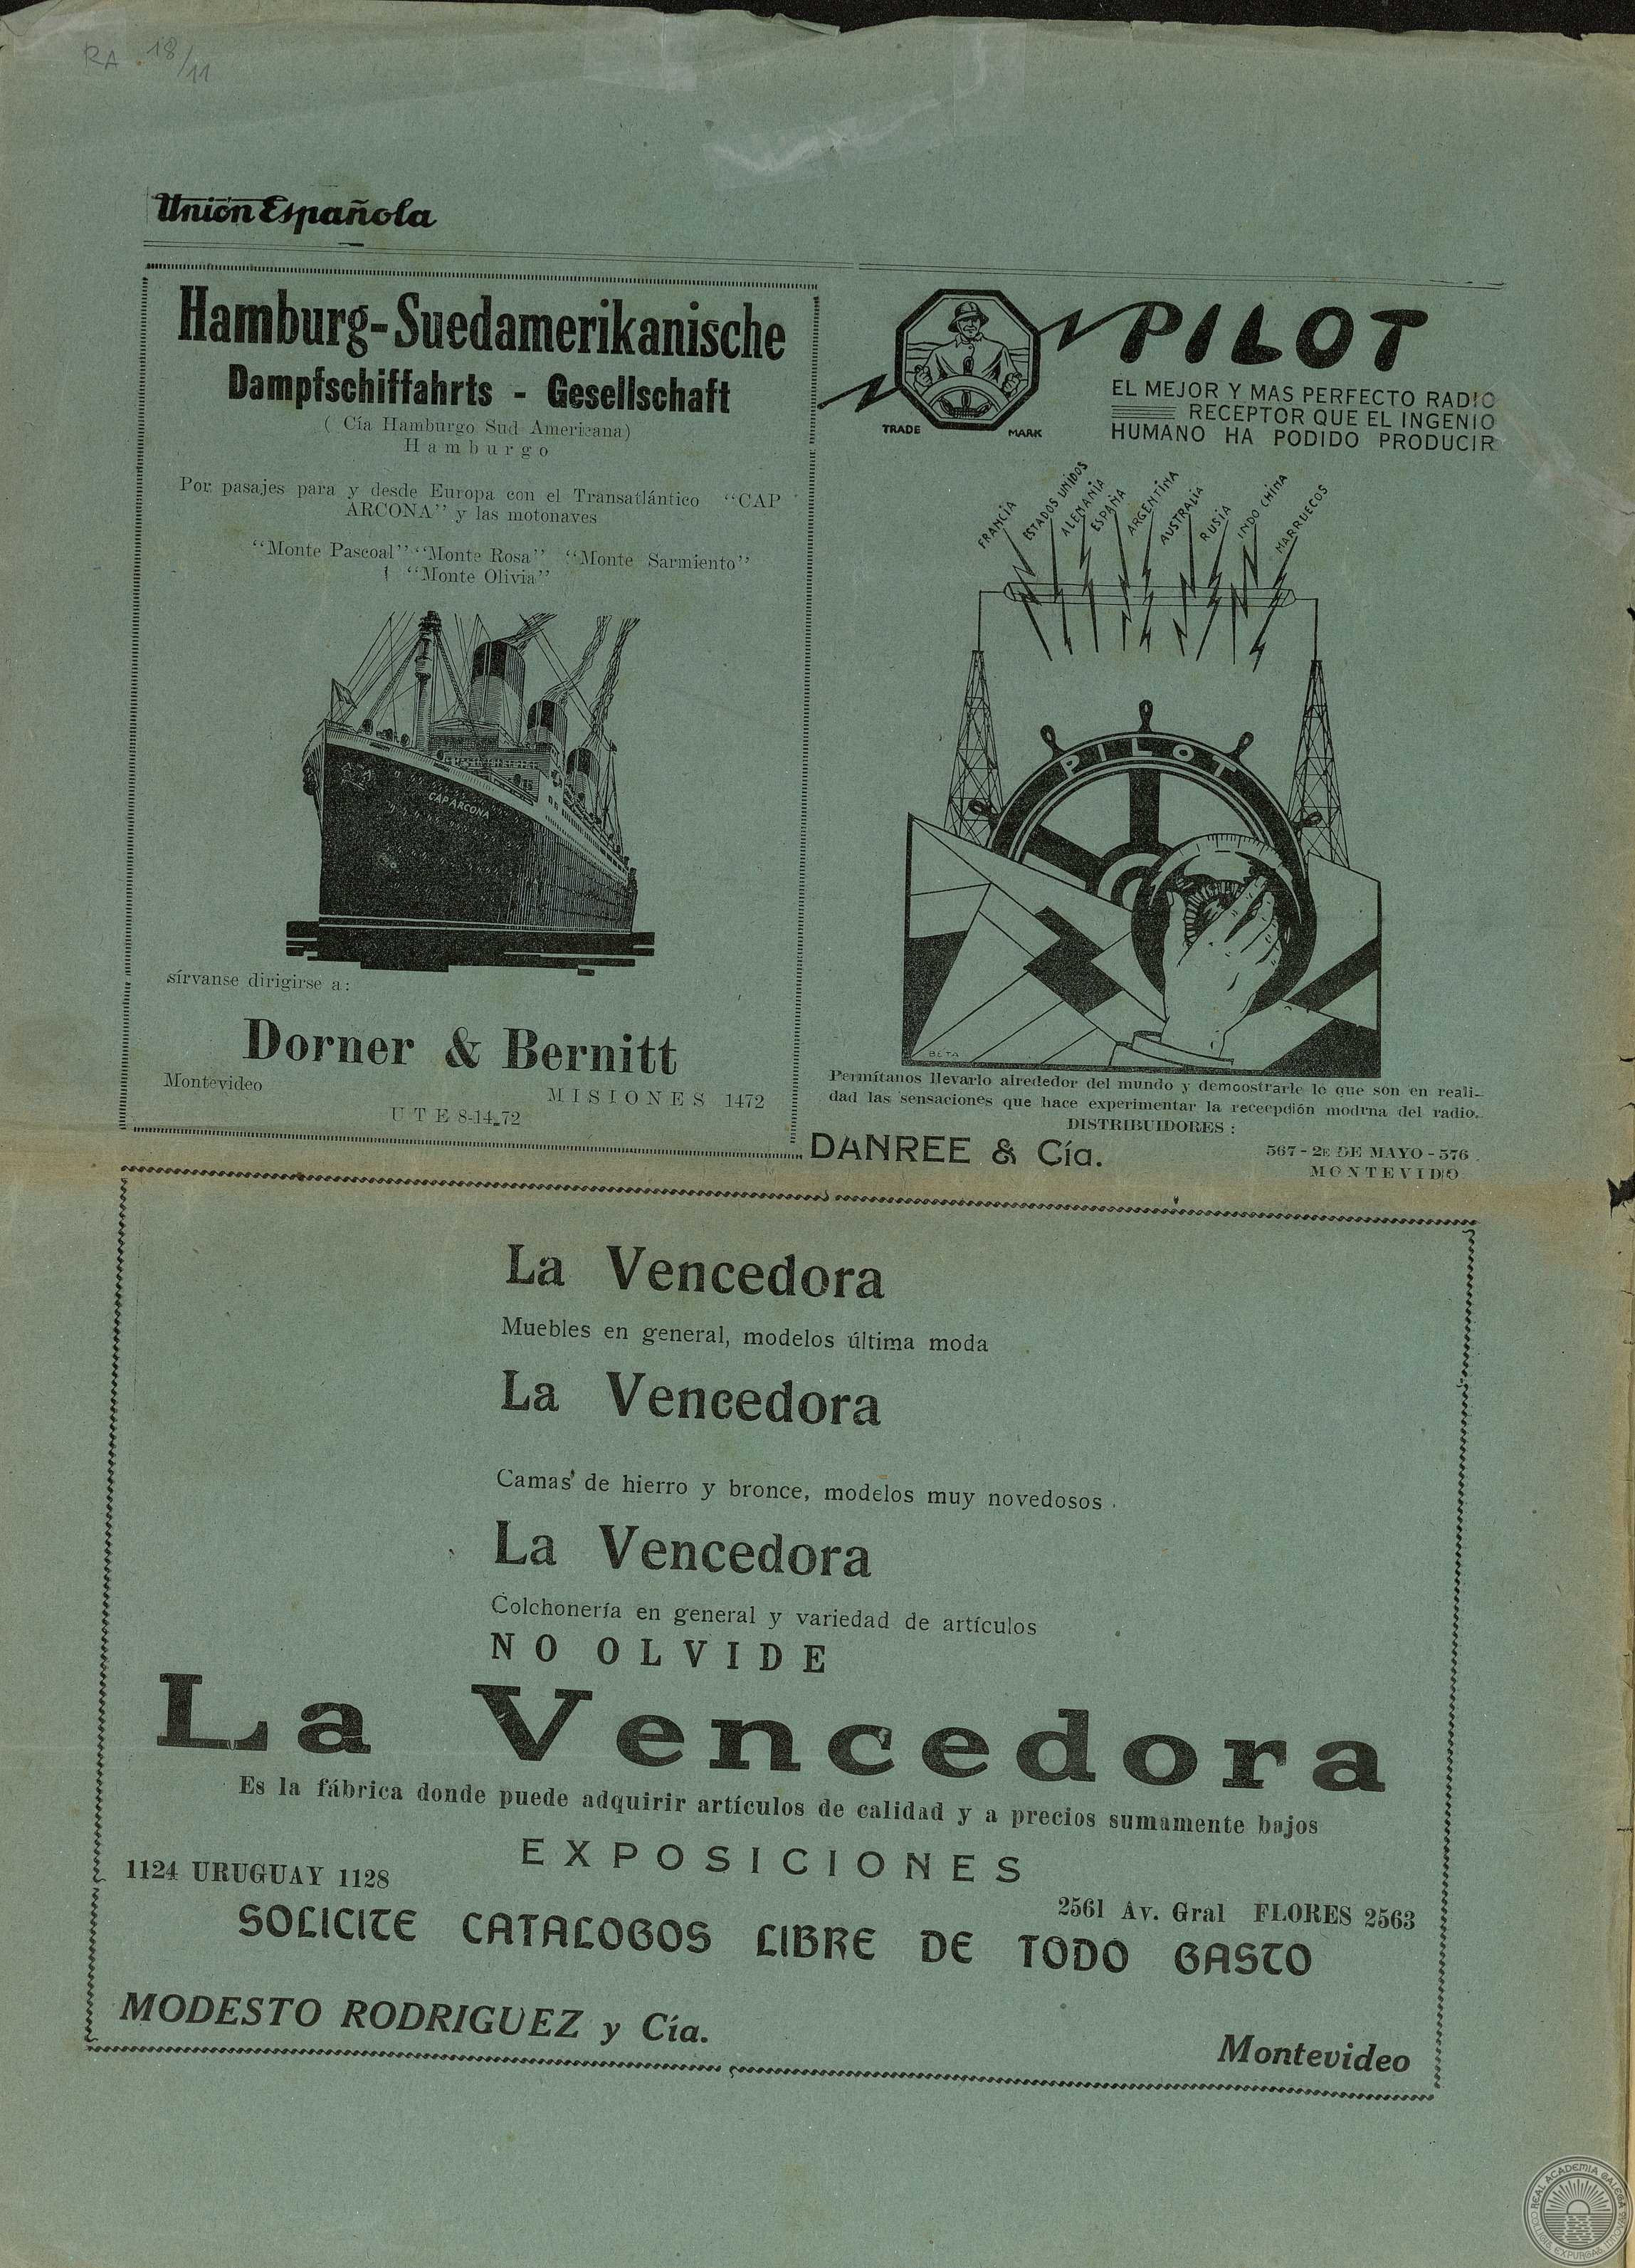 RA 18/11
Unión Española
Hamburg-Suedamerikanische
Dampfschiffahrts - Gesellschaft
( Cía Hamburgo Sud Americana)
Hamburgo
Por pasajes para y desde Europa con el Transatlántico "CAP
ARCONA" y las motonaves
"Monte Pascoal" "Monte Rosa" "Monte Sarmiento"
"Monte Olivia"
CAP ARCONA
sírvanse dirigirse a:
Dorner & Bernitt
Montevideo
MISIONES 1472
UTE 8-14-72
PILOT
EL MEJOR Y MAS PERFECTO RADIO
RECEPTOR QUE EL INGENIO
HUMANO HA PODIDO PRODUCIR
TRADE MARK
FRANCIA
ESTADOS UNIDOS
ALEMANIA
ESPAÑA
ARGENTINA
AUSTRALIA
RUSIA
INDO CHINA
MARRUECOS
PILOT
BETA
Permítanos llevarlo alrededor del mundo y demoostrarle lo que son en reali-
dad las sensaciones que hace experimentar la rececpdión modrna del radio.
DISTRIBUIDORES :
DANREE & Cía.
567 - 2E DE MAYO - 576
MONTEVIDO
La Vencedora
Muebles en general, modelos última moda
La Vencedora
Camas de hierro y bronce, modelos muy novedosos .
La Vencedora
Colchonería en general y variedad de artículos
NO OLVIDE
La Vencedora
Es la fábrica donde puede adquirir artículos de calidad y a precios sumamente bajos
EXPOSICIONES
1124 URUGUAY 1128
2561 Av. Gral FLORES 2563
SOLICITE CATALOGOS LIBRE DE TODO GASTO
MODESTO RODRIGUEZ y Cía.
Montevideo
REAL ACADEMIA GALEGA